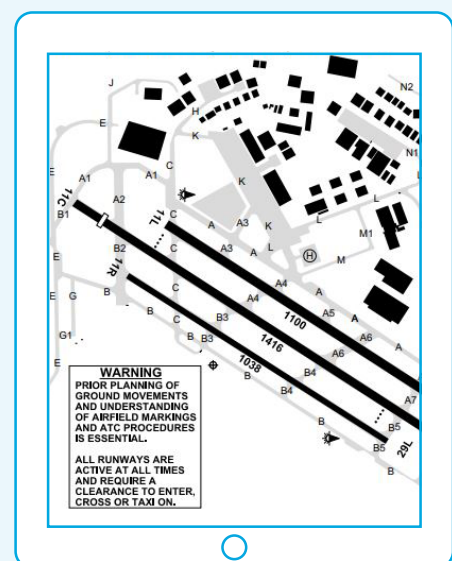 N2
J
H
E
K
N1
C
E
A1
A1
K
L
11C
A2
L
B1
11L
C
A
A3
K
L
M1
B2
A3
A
L
H
M
E
11R
C
E
G
B
A4
A
A4
1100
A5
A
B
C
B3
1416
A6
G1
B
B3
A6
A
E
1038
B4
B
B4
A7
WARNING
PRIOR PLANNING OF
GROUND MOVEMENTS
AND UNDERSTANDING
OF AIRFIELD MARKINGS
AND ATC PROCEDURES
IS ESSENTIAL.
ALL RUNWAYS ARE
ACTIVE AT ALL TIMES
AND REQUIRE A
CLEARANCE TO ENTER,
CROSS OR TAXI ON.
B
B5
B5
29L
B